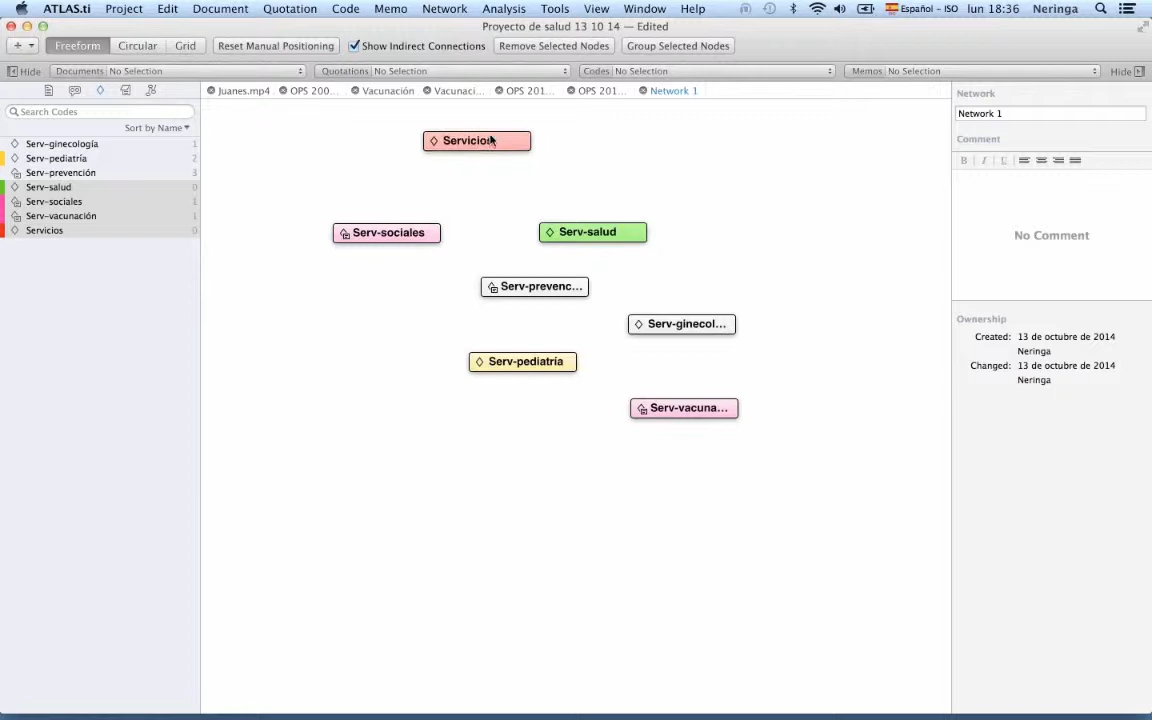 ATLAS.ti Project Edit Document Quotation Code Memo Network Analysis Tools View Window Help Español – ISO lun 18:36 Neringa
Proyecto de salud 13 10 14 — Edited
+ Freeform Circular Grid Reset Manual Positioning Show Indirect Connections Remove Selected Nodes Group Selected Nodes
Hide Documents No Selection Quotations No Selection Codes No Selection Memos No Selection Hide
Juanes.mp4 OPS 200... Vacunación Vacunaci... OPS 201... OPS 201... Network 1
Search Codes
Sort by Name
Serv-ginecología 1
Serv-pediatría 2
Serv-prevención 3
Serv-salud 0
Serv-sociales 1
Serv-vacunación 1
Servicios 0
Servicios
Serv-sociales
Serv-salud
Serv-prevenc...
Serv-ginecol...
Serv-pediatría
Serv-vacuna...
Network
Network 1
Comment
B I U
No Comment
Ownership
Created: 13 de octubre de 2014
Neringa
Changed: 13 de octubre de 2014
Neringa